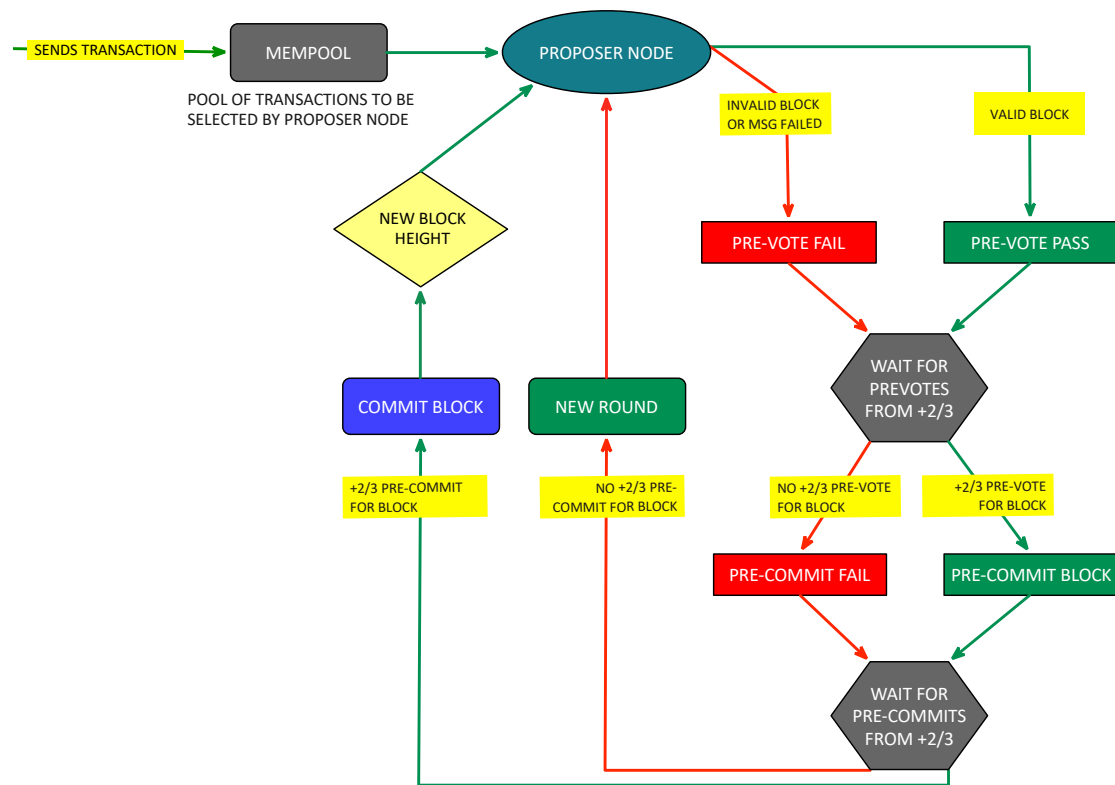 SENDS TRANSACTION
MEMPOOL
PROPOSER NODE
POOL OF TRANSACTIONS TO BE
SELECTED BY PROPOSER NODE
INVALID BLOCK
OR MSG FAILED
VALID BLOCK
NEW BLOCK
HEIGHT
PRE-VOTE FAIL
PRE-VOTE PASS
WAIT FOR
PREVOTES
FROM +2/3
COMMIT BLOCK
NEW ROUND
+2/3 PRE-COMMIT
FOR BLOCK
NO +2/3 PRE-
COMMIT FOR BLOCK
NO +2/3 PRE-VOTE
FOR BLOCK
+2/3 PRE-VOTE
FOR BLOCK
PRE-COMMIT FAIL
PRE-COMMIT BLOCK
WAIT FOR
PRE-COMMITS
FROM +2/3